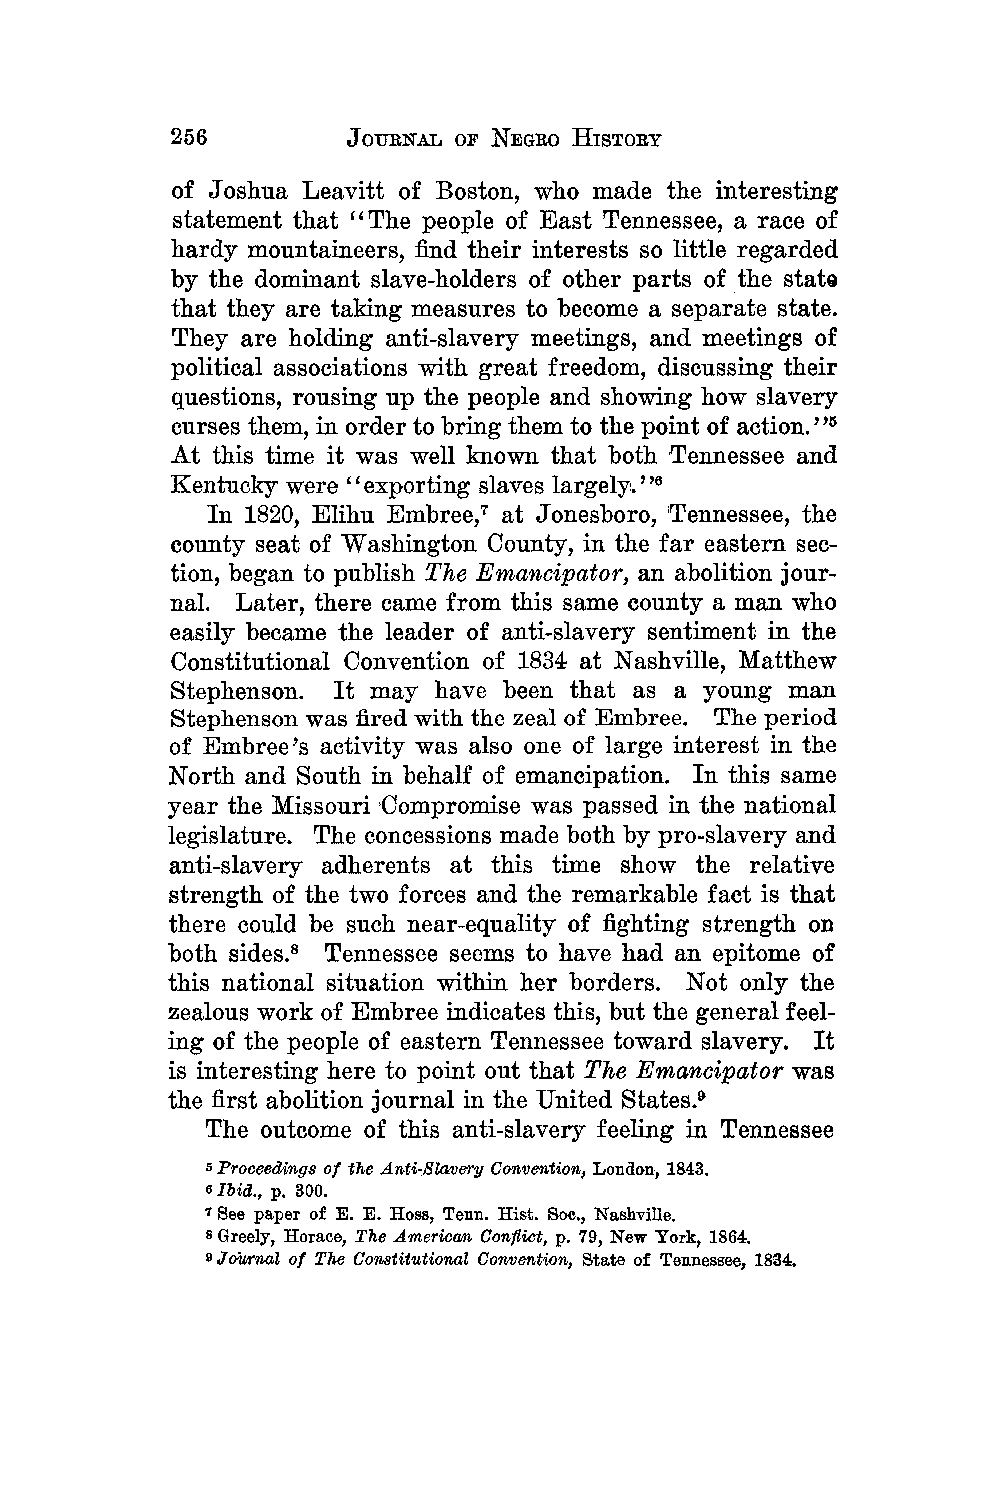 256 JOURNAL OF NEGRO HISTORY
of Joshua Leavitt of Boston, who made the interesting
statement that "The people of East Tennessee, a race of
hardy mountaineers, find their interests so little regarded
by the dominant slave-holders of other parts of the state
that they are taking measures to become a separate state.
They are holding anti-slavery meetings, and meetings of
political associations with great freedom, discussing their
questions, rousing up the people and showing how slavery
curses them, in order to bring them to the point of action."⁵
At this time it was well known that both Tennessee and
Kentucky were "exporting slaves largely."⁶
In 1820, Elihu Embree,⁷ at Jonesboro, Tennessee, the
county seat of Washington County, in the far eastern sec-
tion, began to publish The Emancipator, an abolition jour-
nal. Later, there came from this same county a man who
easily became the leader of anti-slavery sentiment in the
Constitutional Convention of 1834 at Nashville, Matthew
Stephenson. It may have been that as a young man
Stephenson was fired with the zeal of Embree. The period
of Embree's activity was also one of large interest in the
North and South in behalf of emancipation. In this same
year the Missouri Compromise was passed in the national
legislature. The concessions made both by pro-slavery and
anti-slavery adherents at this time show the relative
strength of the two forces and the remarkable fact is that
there could be such near-equality of fighting strength on
both sides.⁸ Tennessee seems to have had an epitome of
this national situation within her borders. Not only the
zealous work of Embree indicates this, but the general feel-
ing of the people of eastern Tennessee toward slavery. It
is interesting here to point out that The Emancipator was
the first abolition journal in the United States.⁹
The outcome of this anti-slavery feeling in Tennessee
⁵ Proceedings of the Anti-Slavery Convention, London, 1843.
⁶ Ibid., p. 300.
⁷ See paper of E. E. Hoss, Tenn. Hist. Soc., Nashville.
⁸ Greely, Horace, The American Conflict, p. 79, New York, 1864.
⁹ Journal of The Constitutional Convention, State of Tennessee, 1834.